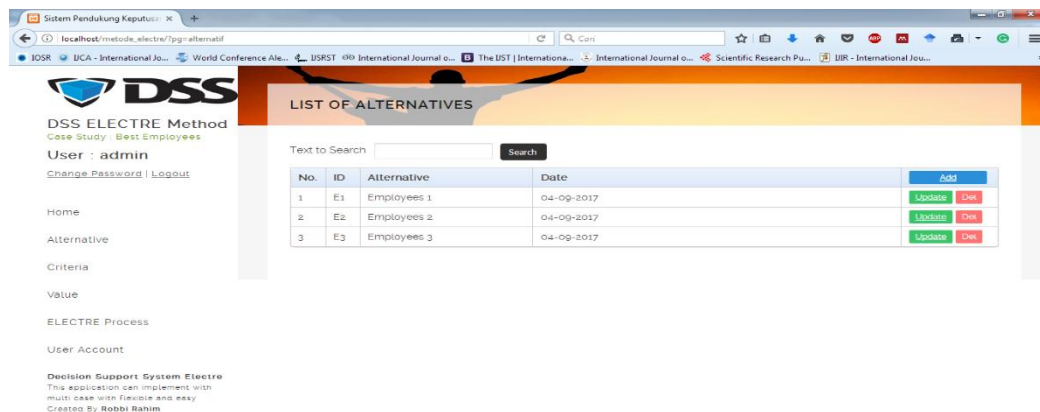 Sistem Pendukung Keputusa
localhost/metode_electre/?pg=alternatif
Cari
IOSR
IJCA - International Jo...
World Conference Ale...
IJSRST
International Journal o...
The IJST | Internationa...
International Journal o...
Scientific Research Pu...
IJIR - International Jou...
DSS
DSS ELECTRE Method
Case Study : Best Employees
User : admin
Change Password | Logout
Home
Alternative
Criteria
Value
ELECTRE Process
User Account
Decision Support System Electre
This application can implement with
multi case with flexible and easy
Created By Robbi Rahim
LIST OF ALTERNATIVES
Text to Search Search
No. ID Alternative Date Add
1 E1 Employees 1 04-09-2017 Update Del
2 E2 Employees 2 04-09-2017 Update Del
3 E3 Employees 3 04-09-2017 Update Del